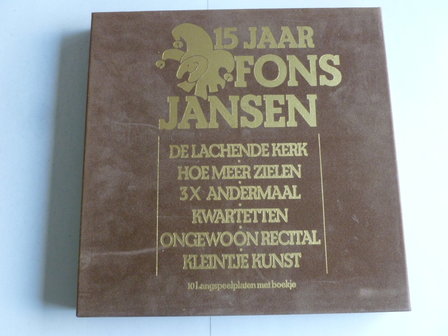 15 JAAR
FONS
JANSEN
DE LACHENDE KERK
HOE MEER ZIELEN
3 X ANDERMAAL
KWARTETTEN
ONGEWOON RECITAL
KLEINTJE KUNST
10 Langspeelplaten met boekje